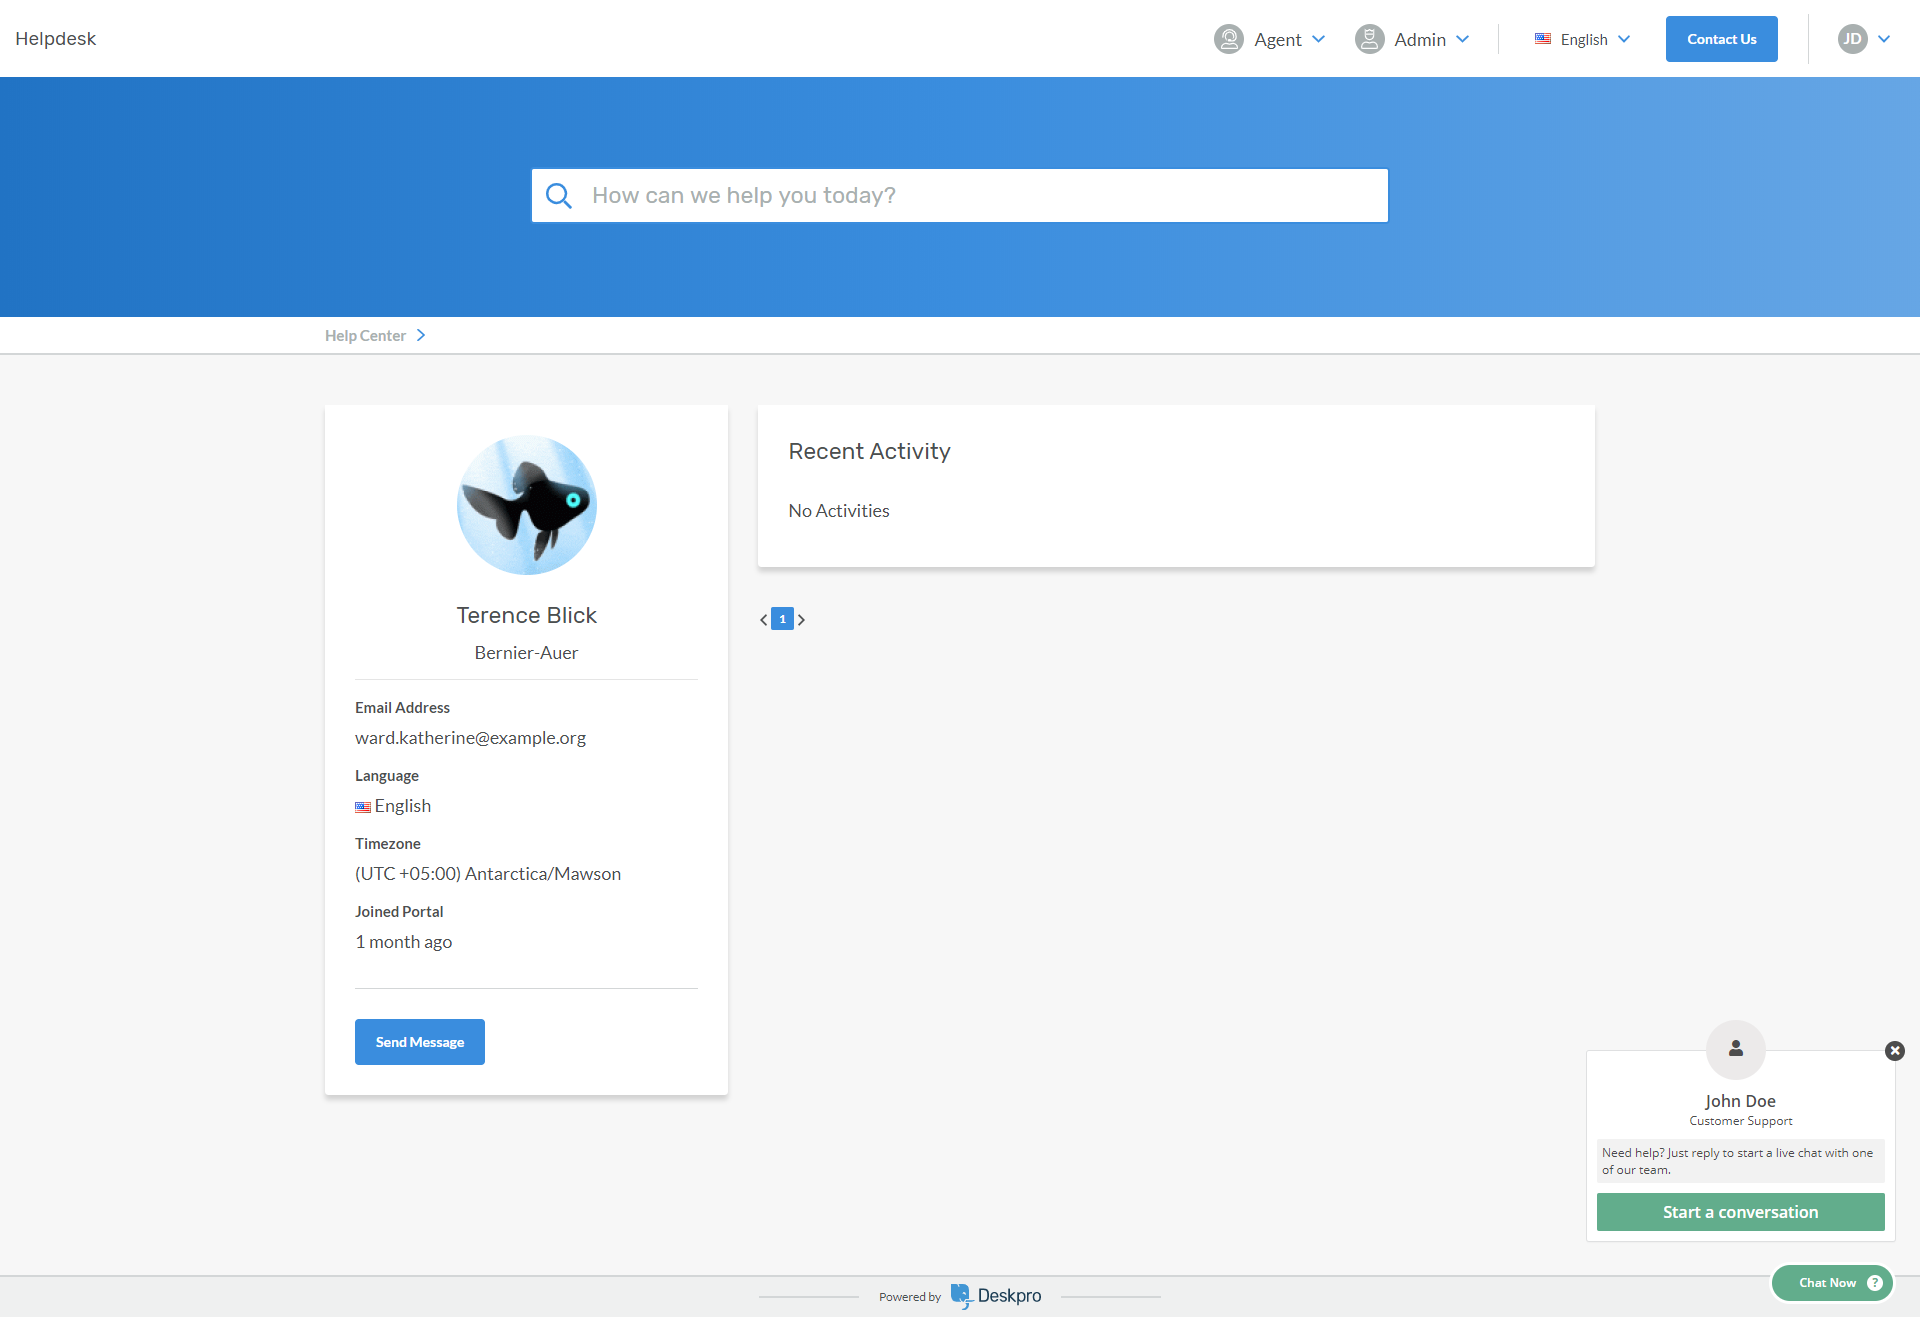 Helpdesk
Agent
Admin
English
Contact Us
JD
How can we help you today?
Help Center
Terence Blick
Bernier-Auer
Email Address
ward.katherine@example.org
Language
English
Timezone
(UTC +05:00) Antarctica/Mawson
Joined Portal
1 month ago
Send Message
Recent Activity
No Activities
1
John Doe
Customer Support
Need help? Just reply to start a live chat with one
of our team.
Start a conversation
Chat Now ?
Powered by Deskpro